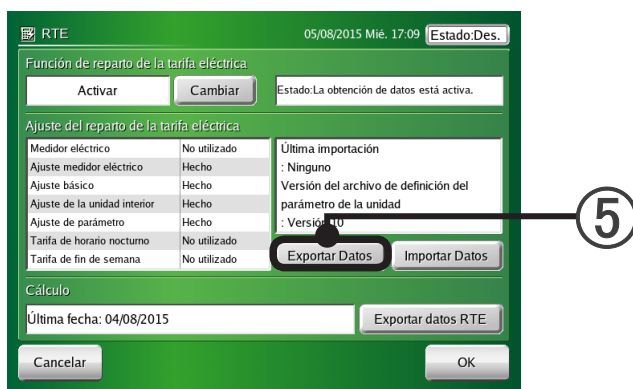 RTE 05/08/2015 Mié. 17:09 Estado:Des.
Función de reparto de la tarifa eléctrica
Activar Cambiar Estado:La obtención de datos está activa.
Ajuste del reparto de la tarifa eléctrica
Medidor eléctrico No utilizado
Ajuste medidor eléctrico Hecho
Ajuste básico Hecho
Ajuste de la unidad interior Hecho
Ajuste de parámetro Hecho
Tarifa de horario nocturno No utilizado
Tarifa de fin de semana No utilizado
Última importación
: Ninguno
Versión del archivo de definición del
parámetro de la unidad
: Versión
Exportar Datos Importar Datos
5
Cálculo
Última fecha: 04/08/2015 Exportar datos RTE
Cancelar OK